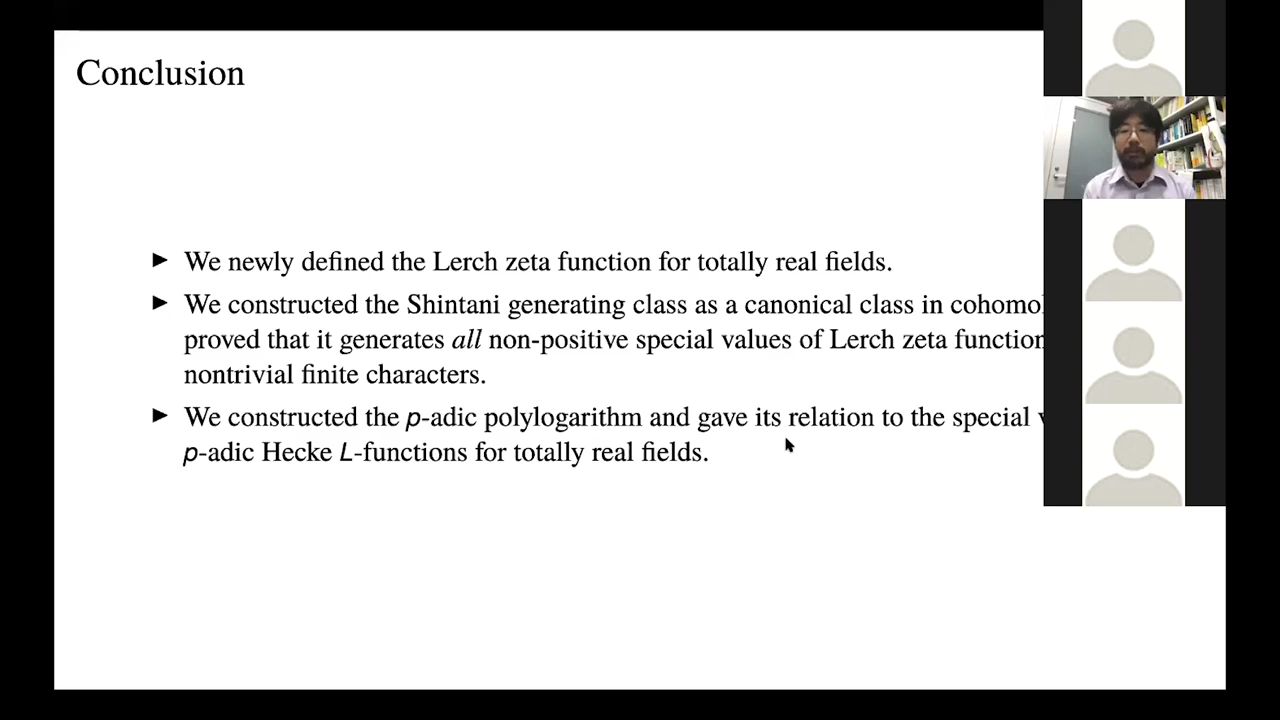 Conclusion
► We newly defined the Lerch zeta function for totally real fields.
► We constructed the Shintani generating class as a canonical class in
proved that it generates all non-positive special values of Lerch zeta
nontrivial finite characters.
► We constructed the p-adic polylogarithm and gave its relation to the special
p-adic Hecke L-functions for totally real fields.